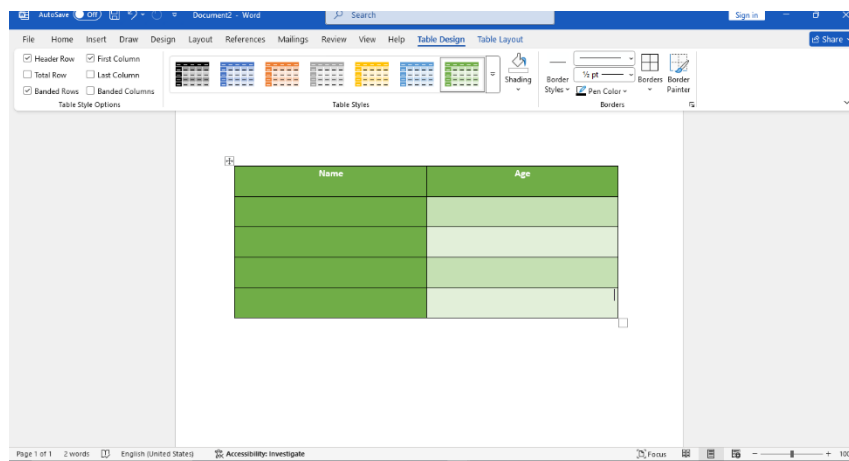 AutoSave Off Document2 - Word Search Sign in
File Home Insert Draw Design Layout References Mailings Review View Help Table Design Table Layout Share
Header Row First Column
Total Row Last Column
Banded Rows Banded Columns
Table Style Options
Table Styles
Shading
Border Styles
½ pt
Pen Color
Borders
Border Painter
Borders
Name Age
Page 1 of 1 2 words English (United States) Accessibility: Investigate Focus 100